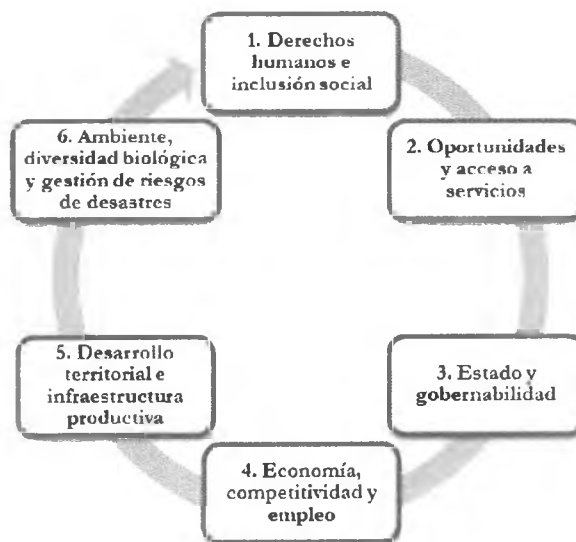 1. Derechos
humanos e
inclusión social
2. Oportunidades
y acceso a
servicios
3. Estado y
gobernabilidad
4. Economía,
competitividad y
empleo
5. Desarrollo
territorial e
infraestructura
productiva
6. Ambiente,
diversidad biológica
y gestión de riesgos
de desastres